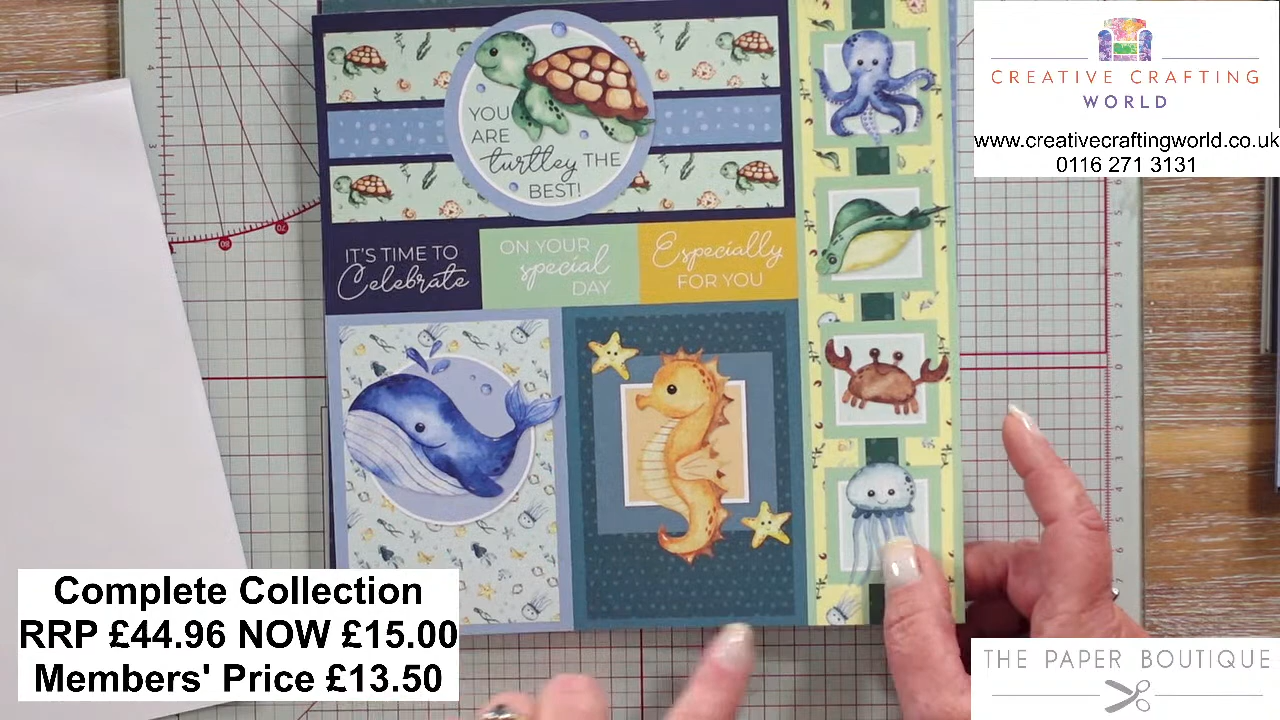 CREATIVE CRAFTING
WORLD
www.creativecraftingworld.co.uk
0116 271 3131
YOU
ARE
turtley THE
BEST!
IT'S TIME TO
Celebrate
ON YOUR
special
DAY
Especially
FOR YOU
80
70
Complete Collection
RRP £44.96 NOW £15.00
Members' Price £13.50
THE PAPER BOUTIQUE